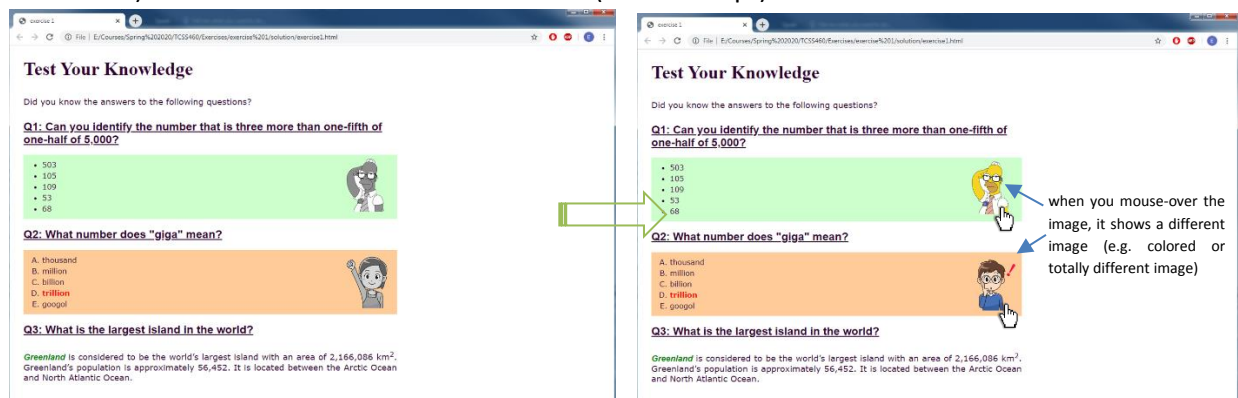 exercise 1
File | E:/Courses/Spring%202020/TCSS460/Exercises/exercise%201/solution/exercise1.html
Test Your Knowledge
Did you know the answers to the following questions?
Q1: Can you identify the number that is three more than one-fifth of
one-half of 5,000?
• 503
• 105
• 109
• 53
• 68
Q2: What number does "giga" mean?
A. thousand
B. million
C. billion
D. trillion
E. googol
Q3: What is the largest island in the world?
Greenland is considered to be the world's largest island with an area of 2,166,086 km².
Greenland's population is approximately 56,452. It is located between the Arctic Ocean
and North Atlantic Ocean.
exercise 1
File | E:/Courses/Spring%202020/TCSS460/Exercises/exercise%201/solution/exercise1.html
Test Your Knowledge
Did you know the answers to the following questions?
Q1: Can you identify the number that is three more than one-fifth of
one-half of 5,000?
• 503
• 105
• 109
• 53
• 68
Q2: What number does "giga" mean?
A. thousand
B. million
C. billion
D. trillion
E. googol
Q3: What is the largest island in the world?
Greenland is considered to be the world's largest island with an area of 2,166,086 km².
Greenland's population is approximately 56,452. It is located between the Arctic Ocean
and North Atlantic Ocean.
when you mouse-over the
image, it shows a different
image (e.g. colored or
totally different image)